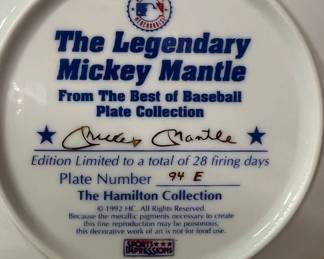 MERCHANDISE
The Legendary
Mickey Mantle
From The Best of Baseball
Plate Collection
Mickey Mantle
Edition Limited to a total of 28 firing days
Plate Number 94 E
The Hamilton Collection
© 1992 HC. All Rights Reserved.
Because the metallic pigments necessary to create
this fine reproduction may be poisonous,
this decorative work of art is not for food use.
SPORTS
IMPRESSIONS